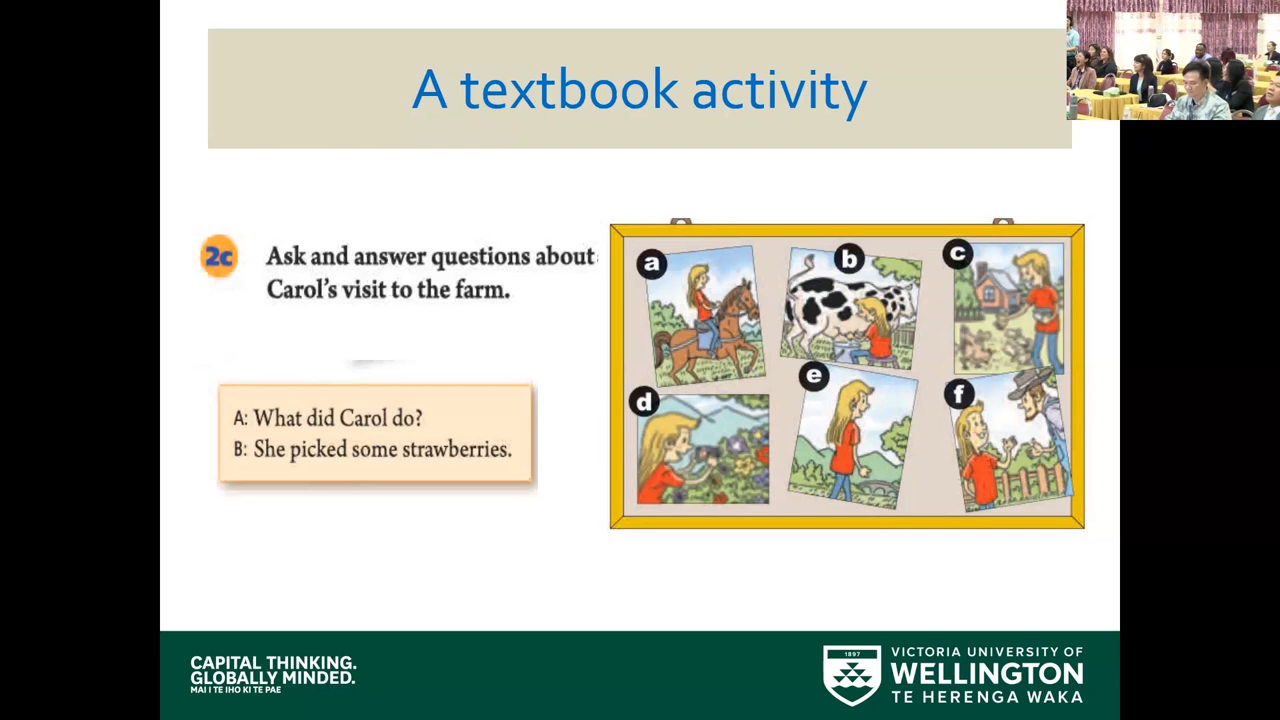 A textbook activity
2c
Ask and answer questions about
Carol's visit to the farm.
A: What did Carol do?
B: She picked some strawberries.
a
b
c
d
e
f
CAPITAL THINKING.
GLOBALLY MINDED.
MAI I TE IHO KI TE PAE
1897
VICTORIA UNIVERSITY OF
WELLINGTON
TE HERENGA WAKA